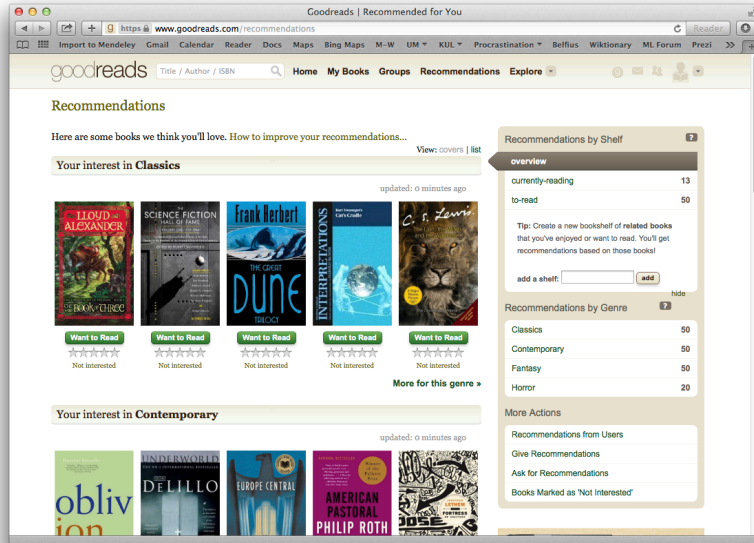 Goodreads | Recommended for You
https www.goodreads.com/recommendations
Reader
Import to Mendeley Gmail Calendar Reader Docs Maps Bing Maps M-W UM KUL Procrastination Belfius Wiktionary ML Forum Prezi
goodreads
Title / Author / ISBN
Home My Books Groups Recommendations Explore
Recommendations
Here are some books we think you'll love. How to improve your recommendations...
View: covers | list
Your interest in Classics
updated: 0 minutes ago
LLOYD ALEXANDER
THE BOOK OF THREE
SCIENCE FICTION
HALL OF FAME
Frank Herbert
THE GREAT
DUNE
TRILOGY
Kurt Vonnegut's
Cat's Cradle
INTERPRETATIONS
C. S. Lewis
Want to Read Want to Read Want to Read Want to Read Want to Read
Not interested Not interested Not interested Not interested Not interested
More for this genre »
Your interest in Contemporary
updated: 0 minutes ago
obliv
ion
UNDERWORLD
DELILLO
EUROPE CENTRAL
AMERICAN
PASTORAL
PHILIP ROTH
LETHEM
FORTRESS
Recommendations by Shelf ?
overview
currently-reading 13
to-read 50
Tip: Create a new bookshelf of related books
that you've enjoyed or want to read. You'll get
recommendations based on those books!
add a shelf: add
hide
Recommendations by Genre ?
Classics 50
Contemporary 50
Fantasy 50
Horror 20
More Actions
Recommendations from Users
Give Recommendations
Ask for Recommendations
Books Marked as 'Not Interested'